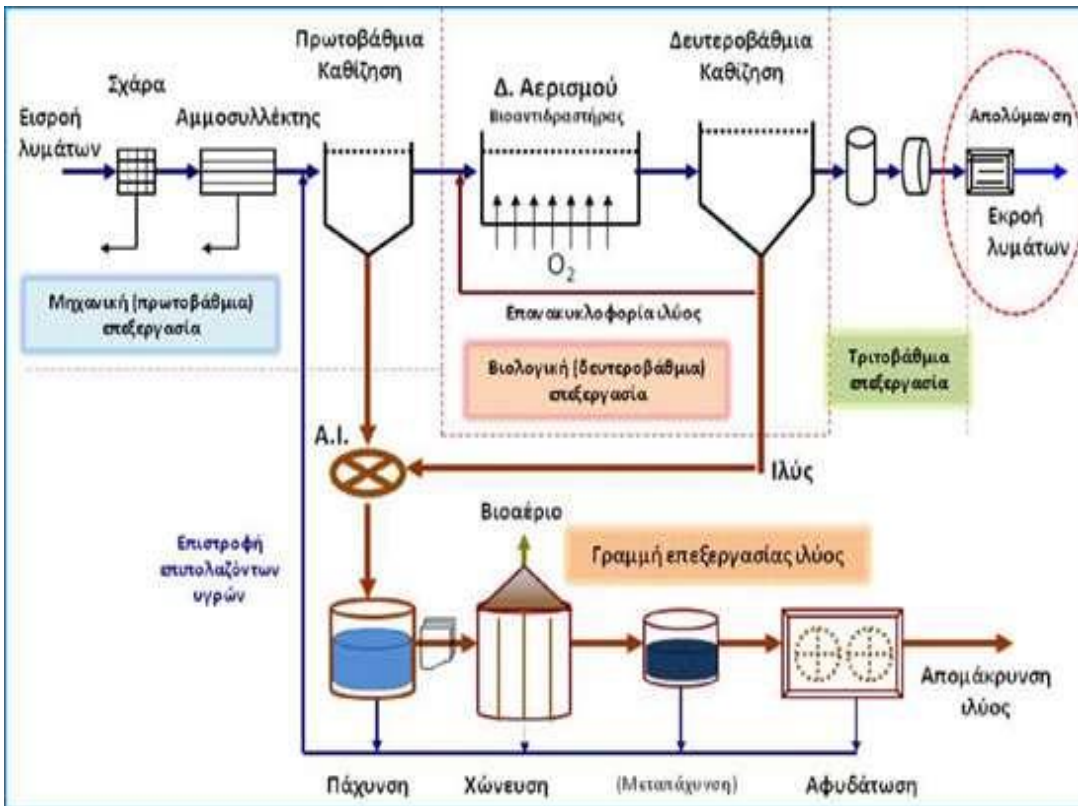 Πρωτοβάθμια
Καθίζηση
Δευτεροβάθμια
Καθίζηση
Σχάρα
Δ. Αερισμού
Βιοαντιδραστήρας
Εισροή
λυμάτων
Αμμοσυλλέκτης
Απολύμανση
Εκροή
λυμάτων
O2
Μηχανική (πρωτοβάθμια)
επεξεργασία
Επανακυκλοφορία ιλύος
Βιολογική (δευτεροβάθμια)
επεξεργασία
Τριτοβάθμια
επεξεργασία
Α.Ι.
Ιλύς
Βιοαέριο
Γραμμή επεξεργασίας ιλύος
Επιστροφή
επιπολαζόντων
υγρών
Απομάκρυνση
ιλύος
Πάχυνση
Χώνευση
(Μεταπάχυνση)
Αφυδάτωση